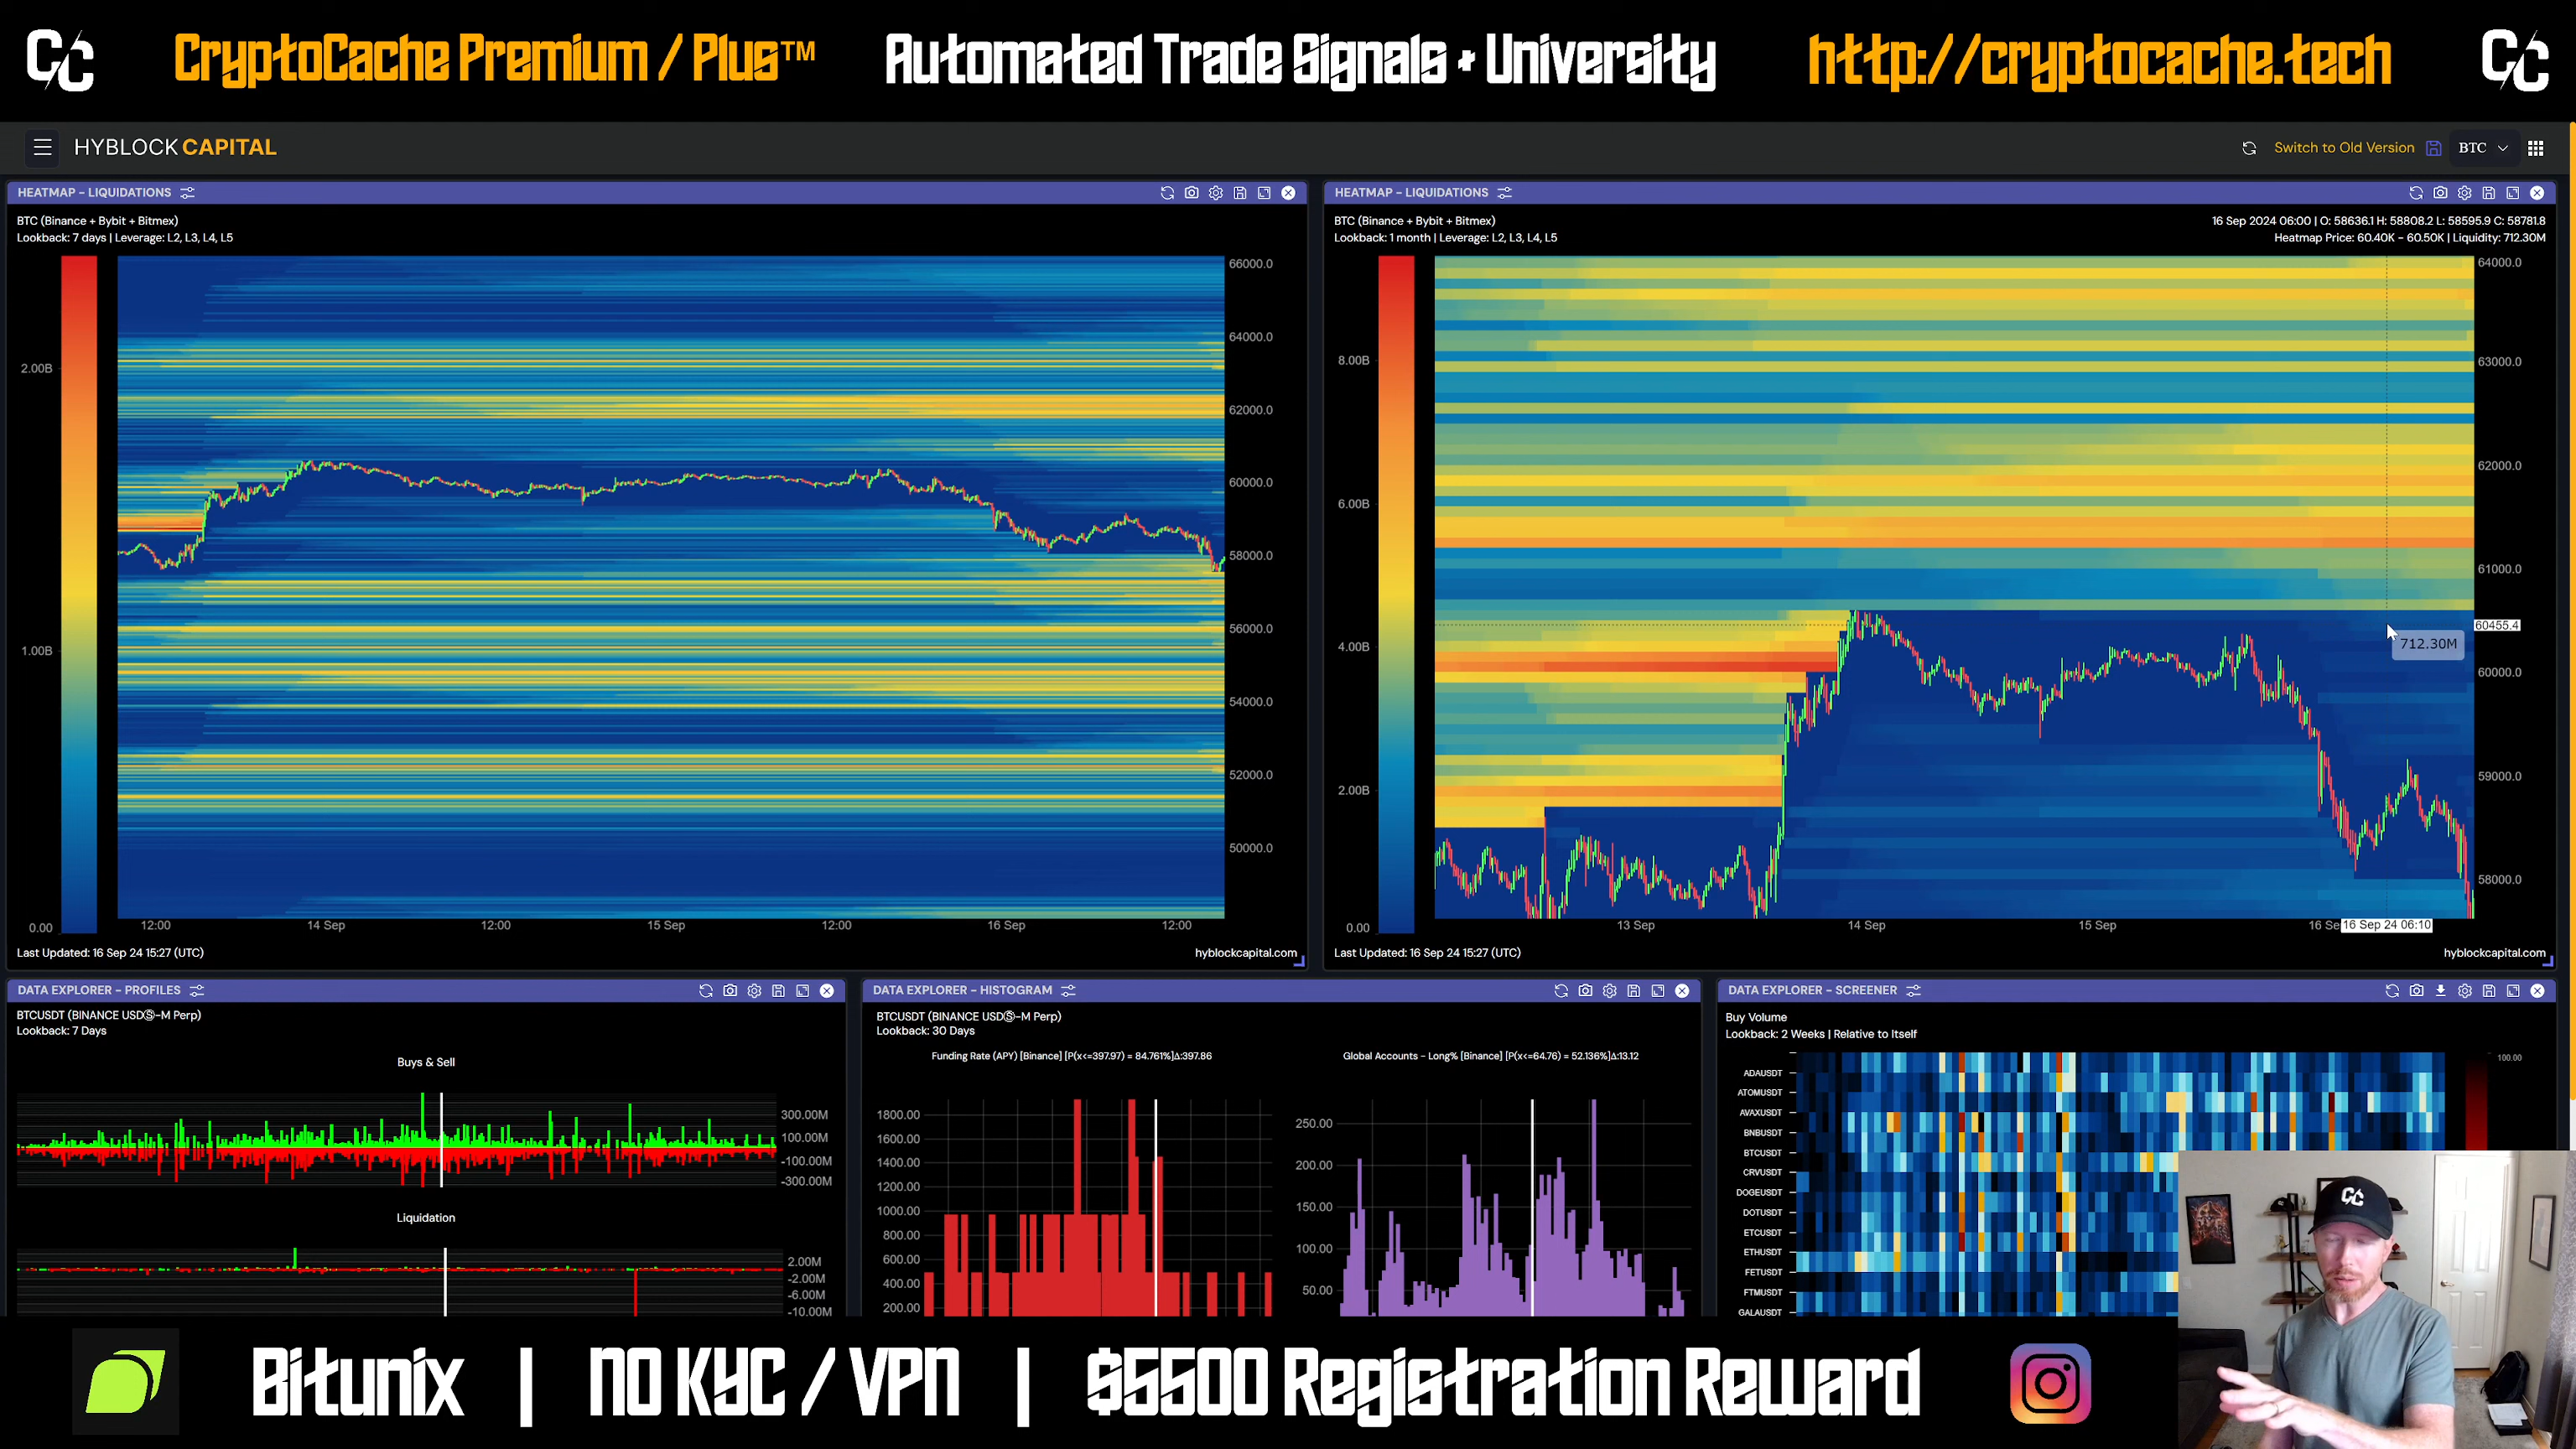 CC CryptoCache Premium / Plus™ Automated Trade Signals + University http://cryptocache.tech CC
HYBLOCK CAPITAL
Switch to Old Version BTC
HEATMAP - LIQUIDATIONS
BTC (Binance + Bybit + Bitmex)
Lookback: 7 days | Leverage: L2, L3, L4, L5
2.00B
1.00B
0.00
66000.0
64000.0
62000.0
60000.0
58000.0
56000.0
54000.0
52000.0
50000.0
12:00 14 Sep 12:00 15 Sep 12:00 16 Sep 12:00
Last Updated: 16 Sep 24 15:27 (UTC) hyblockcapital.com
HEATMAP - LIQUIDATIONS
BTC (Binance + Bybit + Bitmex)
Lookback: 1 month | Leverage: L2, L3, L4, L5
16 Sep 2024 06:00 | O: 58636.1 H: 58808.2 L: 58595.9 C: 58781.8
Heatmap Price: 60.40K - 60.50K | Liquidity: 712.30M
8.00B
6.00B
4.00B
2.00B
0.00
64000.0
63000.0
62000.0
61000.0
60455.4
712.30M
60000.0
59000.0
58000.0
13 Sep 14 Sep 15 Sep 16 Se 16 Sep 24 06:10
Last Updated: 16 Sep 24 15:27 (UTC) hyblockcapital.com
DATA EXPLORER - PROFILES
BTCUSDT (BINANCE USDⓈ-M Perp)
Lookback: 7 Days
Buys & Sell
300.00M
100.00M
-100.00M
-300.00M
Liquidation
2.00M
-2.00M
-6.00M
-10.00M
DATA EXPLORER - HISTOGRAM
BTCUSDT (BINANCE USDⓈ-M Perp)
Lookback: 30 Days
Funding Rate (APY) [Binance] [P(x<=397.97) = 84.761%]Δ:397.86
1800.00
1600.00
1400.00
1200.00
1000.00
800.00
600.00
400.00
200.00
Global Accounts - Long% [Binance] [P(x<=64.76) = 52.136%]Δ:13.12
250.00
200.00
150.00
100.00
50.00
DATA EXPLORER - SCREENER
Buy Volume
Lookback: 2 Weeks | Relative to Itself
100.00
ADAUSDT
ATOMUSDT
AVAXUSDT
BNBUSDT
BTCUSDT
CRVUSDT
DOGEUSDT
DOTUSDT
ETCUSDT
ETHUSDT
FETUSDT
FTMUSDT
GALAUSDT
CC
Bitunix | NO KYC / VPN | $5500 Registration Reward